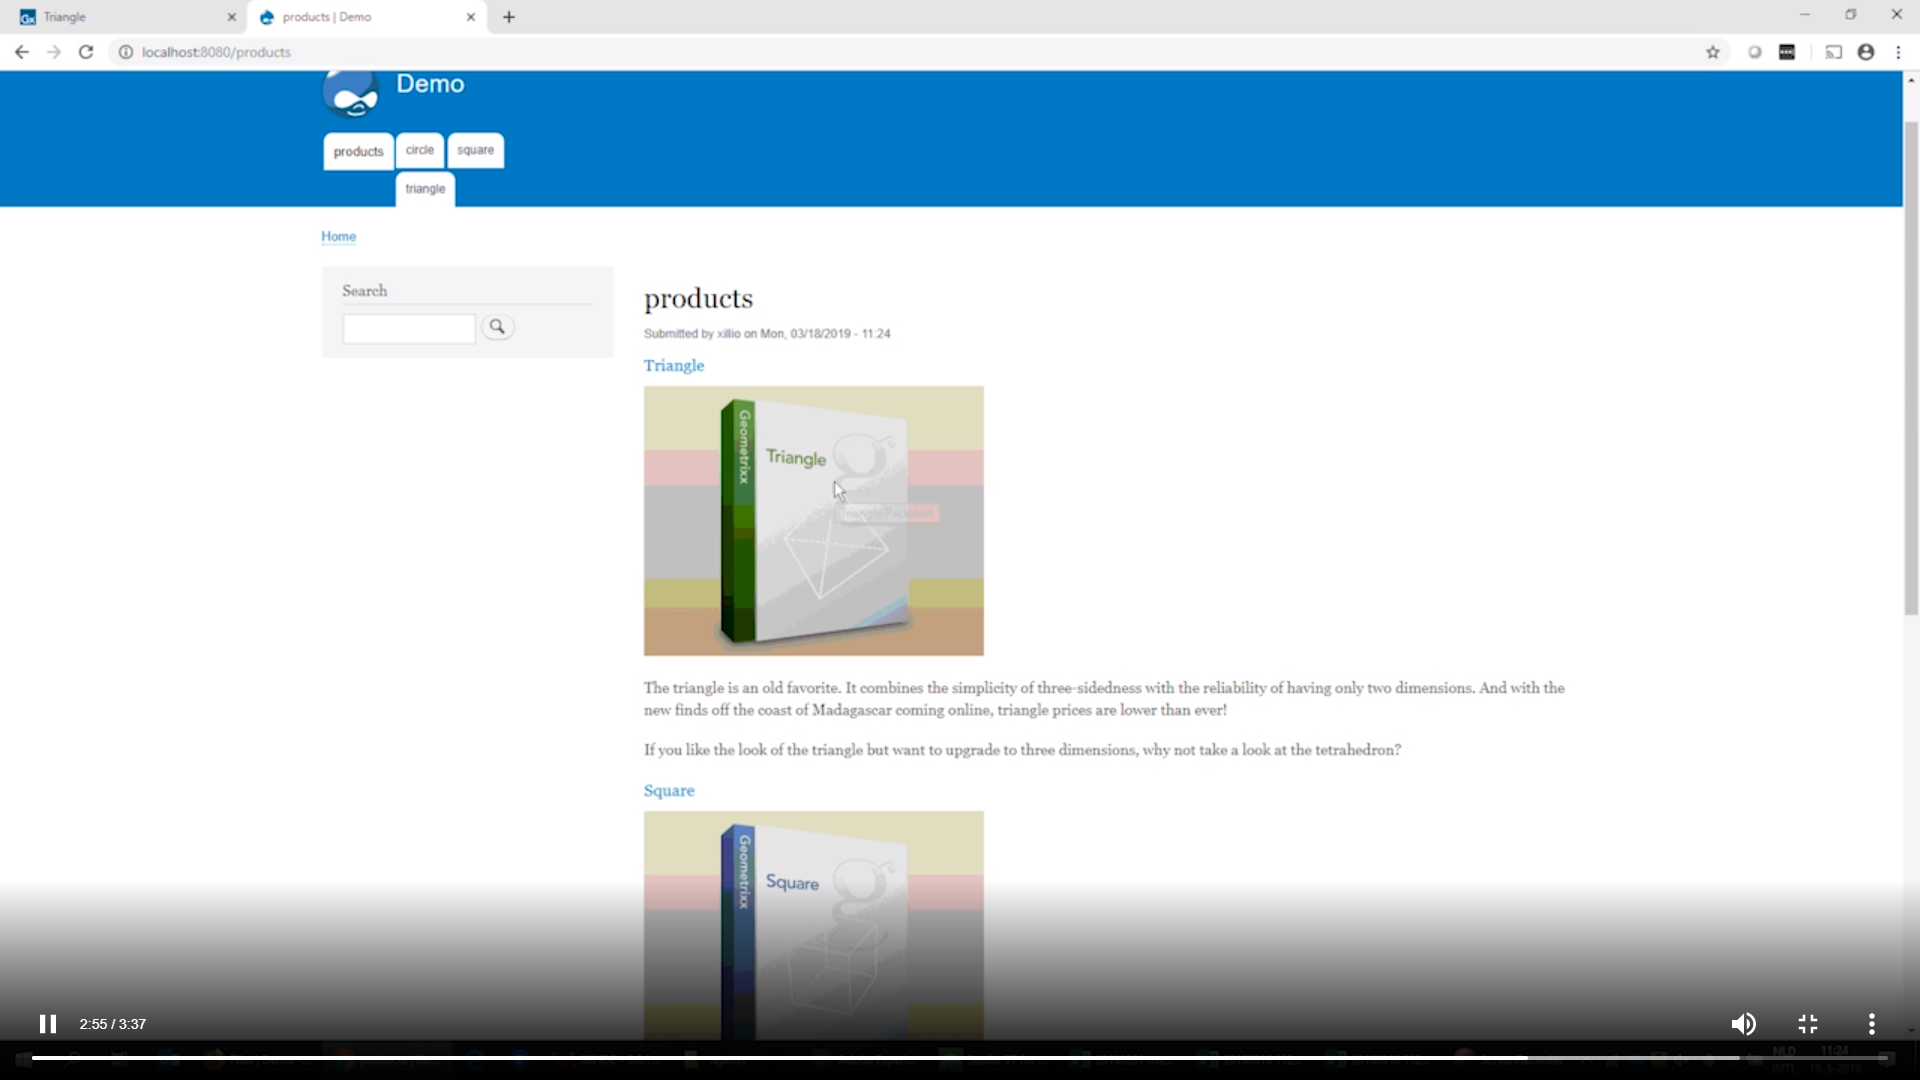 Triangle
products | Demo
localhost:8080/products
Demo
products
circle
square
triangle
Home
Search
products
Submitted by xillio on Mon, 03/18/2019 - 11:24
Triangle
Geometrixx
Triangle
The triangle is an old favorite. It combines the simplicity of three-sidedness with the reliability of having only two dimensions. And with the
new finds off the coast of Madagascar coming online, triangle prices are lower than ever!
If you like the look of the triangle but want to upgrade to three dimensions, why not take a look at the tetrahedron?
Square
Geometrixx
Square
2:55 / 3:37
NLD
11:24